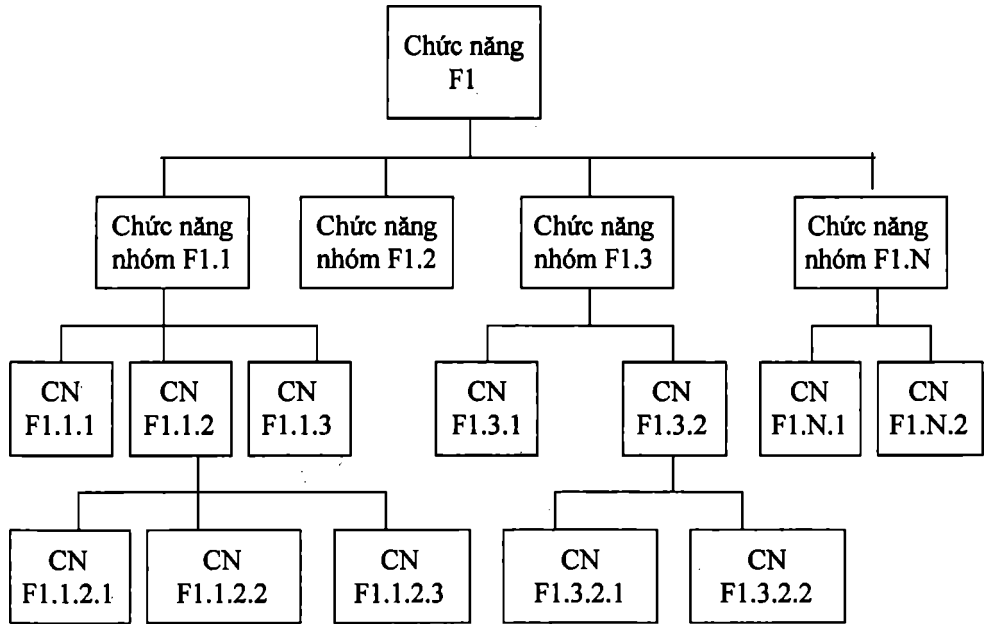 Chức năng
F1
Chức năng
nhóm F1.1
Chức năng
nhóm F1.2
Chức năng
nhóm F1.3
Chức năng
nhóm F1.N
CN
F1.1.1
CN
F1.1.2
CN
F1.1.3
CN
F1.3.1
CN
F1.3.2
CN
F1.N.1
CN
F1.N.2
CN
F1.1.2.1
CN
F1.1.2.2
CN
F1.1.2.3
CN
F1.3.2.1
CN
F1.3.2.2